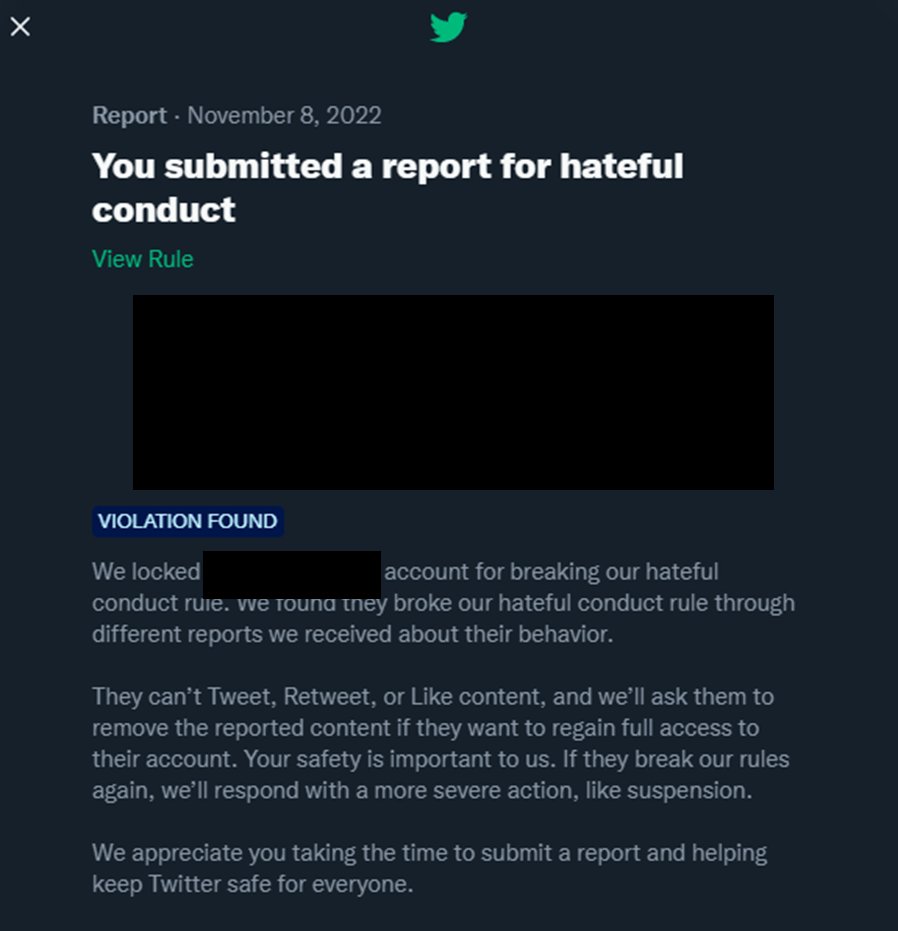 Report · November 8, 2022
You submitted a report for hateful
conduct
View Rule
VIOLATION FOUND
We locked account for breaking our hateful
conduct rule. We found they broke our hateful conduct rule through
different reports we received about their behavior.
They can’t Tweet, Retweet, or Like content, and we’ll ask them to
remove the reported content if they want to regain full access to
their account. Your safety is important to us. If they break our rules
again, we’ll respond with a more severe action, like suspension.
We appreciate you taking the time to submit a report and helping
keep Twitter safe for everyone.